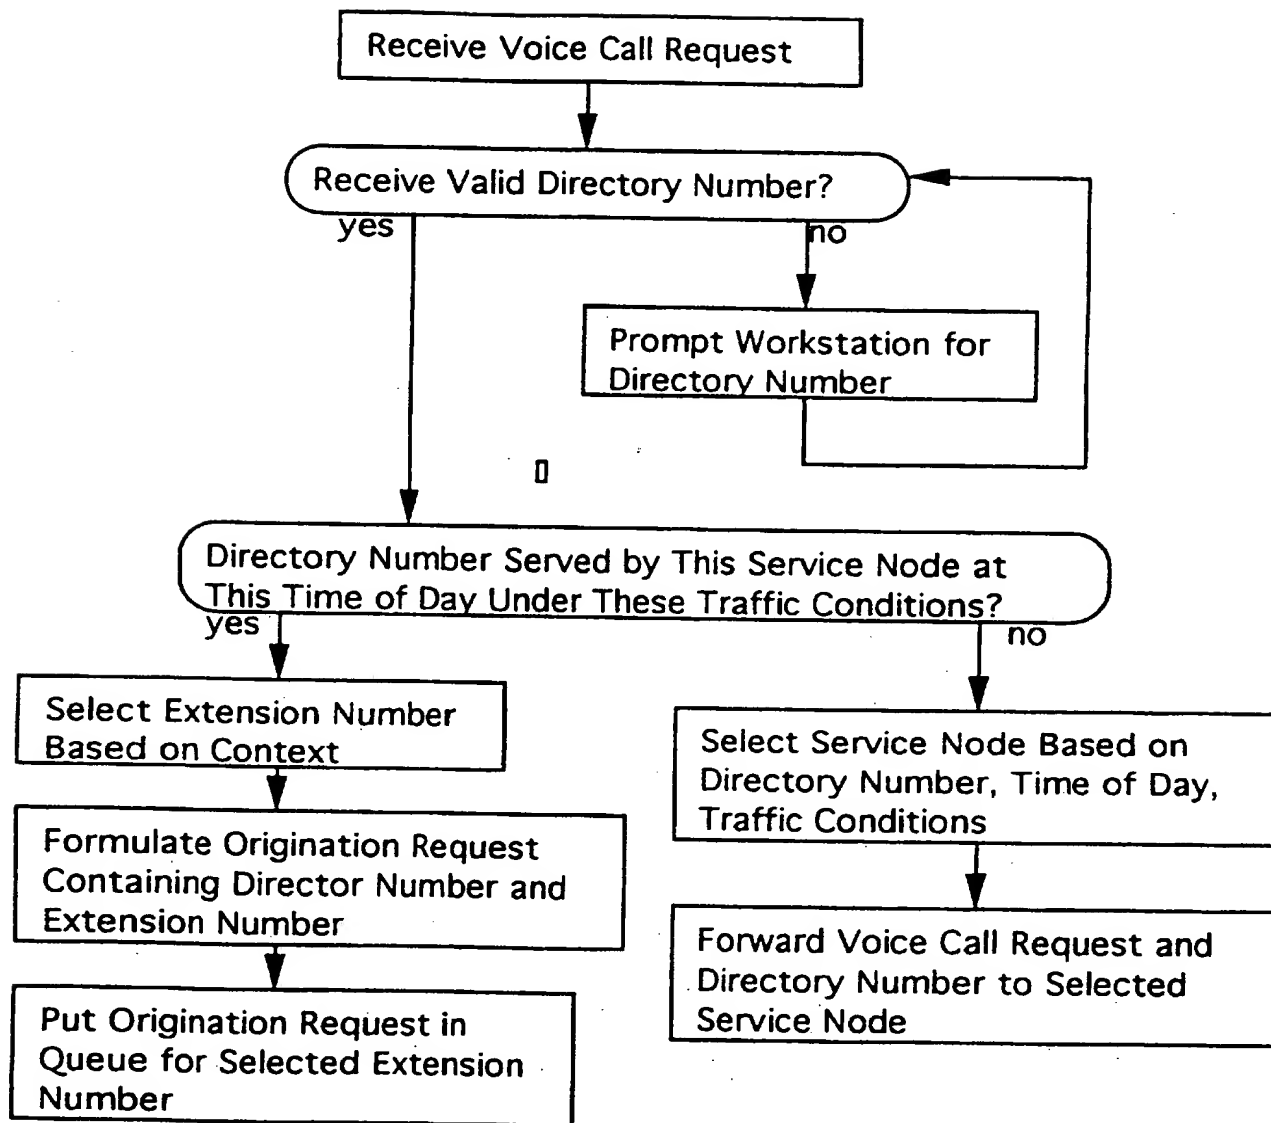 Receive Voice Call Request
Receive Valid Directory Number?
yes
no
Prompt Workstation for
Directory Number
Directory Number Served by This Service Node at
This Time of Day Under These Traffic Conditions?
yes
no
Select Extension Number
Based on Context
Select Service Node Based on
Directory Number, Time of Day,
Traffic Conditions
Formulate Origination Request
Containing Director Number and
Extension Number
Forward Voice Call Request and
Directory Number to Selected
Service Node
Put Origination Request in
Queue for Selected Extension
Number